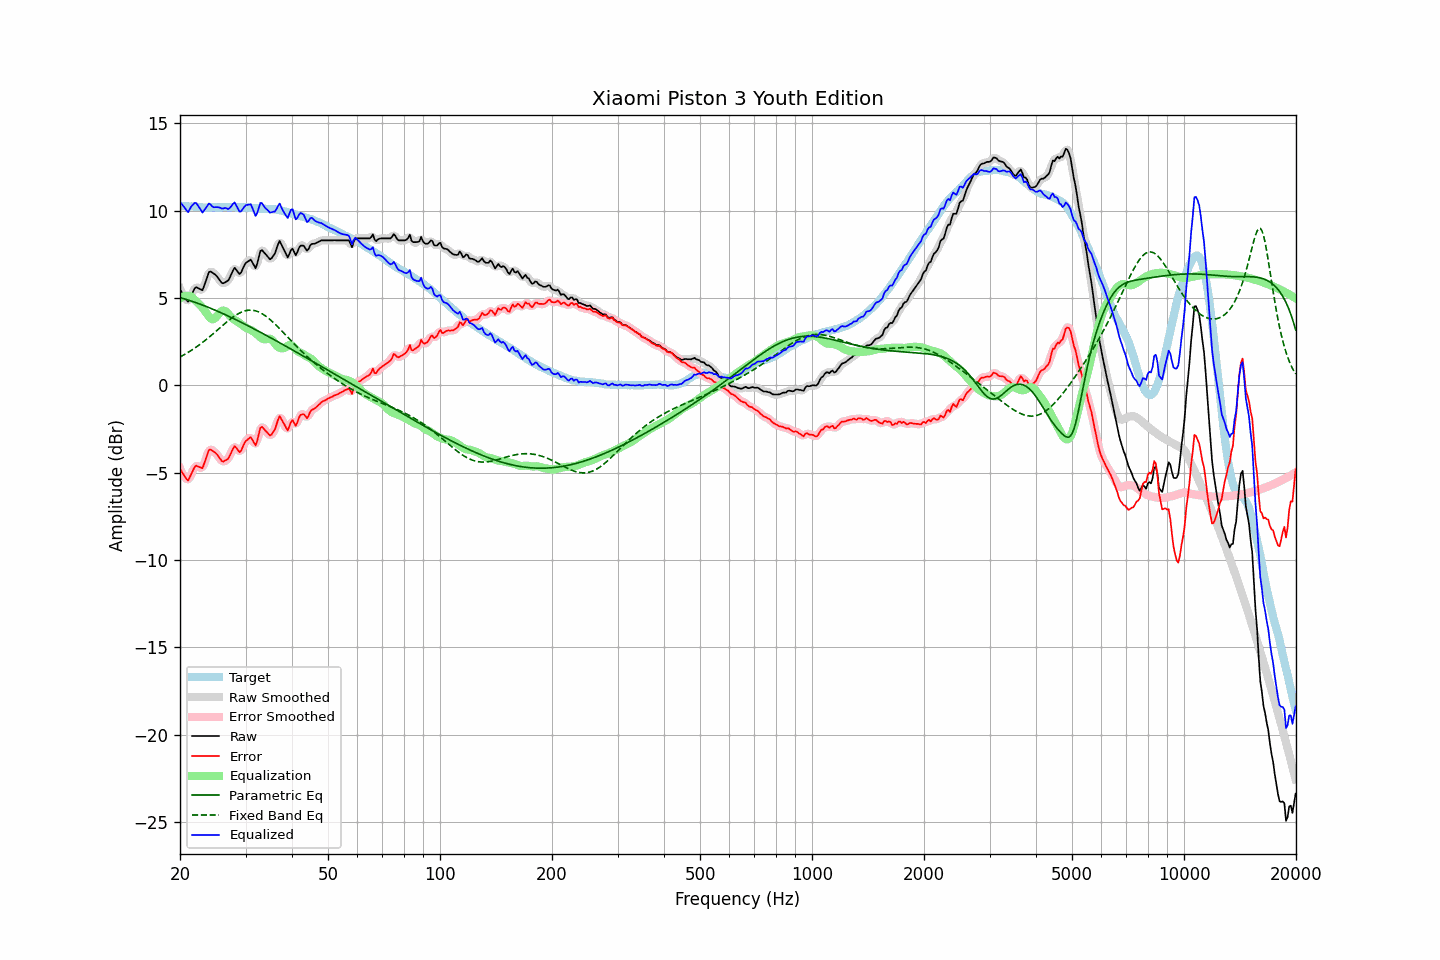 Xiaomi Piston 3 Youth Edition
15
10
5
0
−5
−10
−15
−20
−25
Amplitude (dBr)
Target
Raw Smoothed
Error Smoothed
Raw
Error
Equalization
Parametric Eq
Fixed Band Eq
Equalized
20 50 100 200 500 1000 2000 5000 10000 20000
Frequency (Hz)